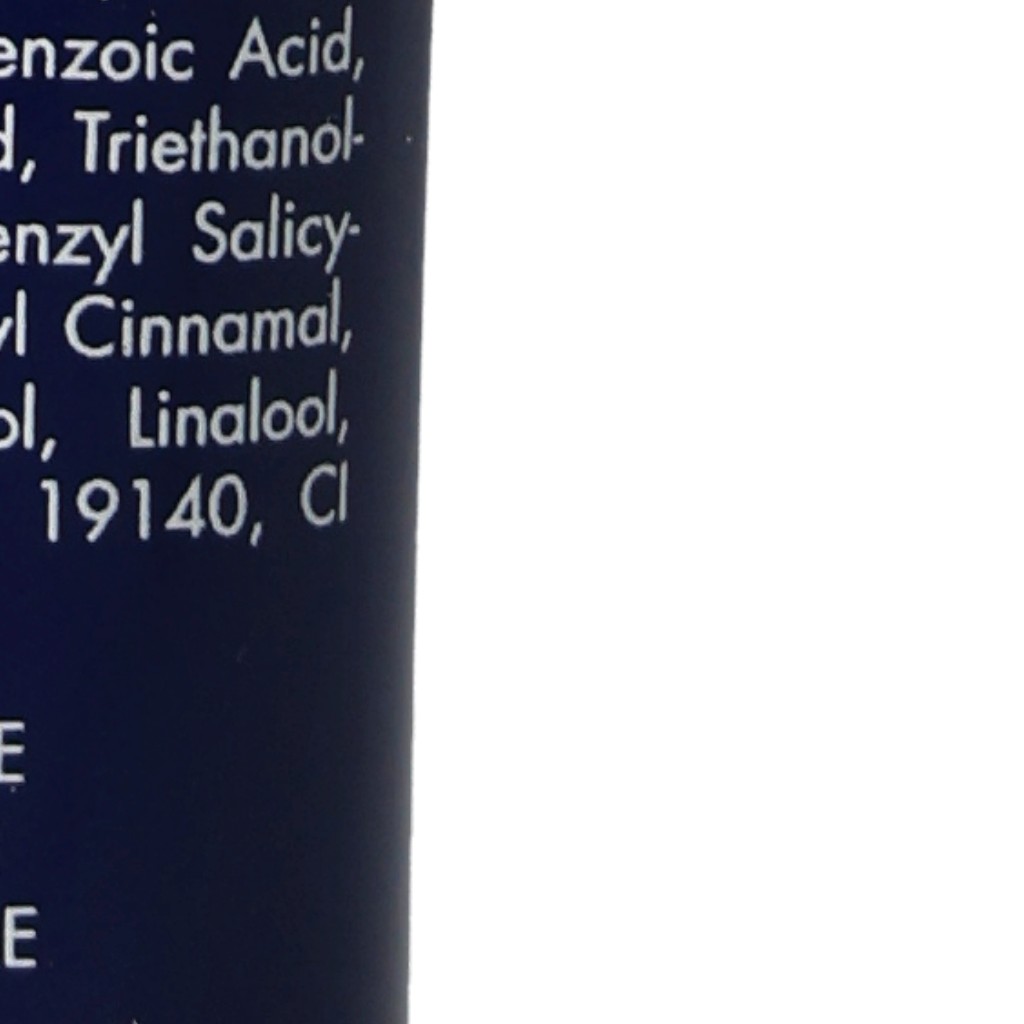 enzoic Acid,
d, Triethanol-
enzyl Salicy-
yl Cinnamal,
ol, Linalool,
19140, CI
E
E